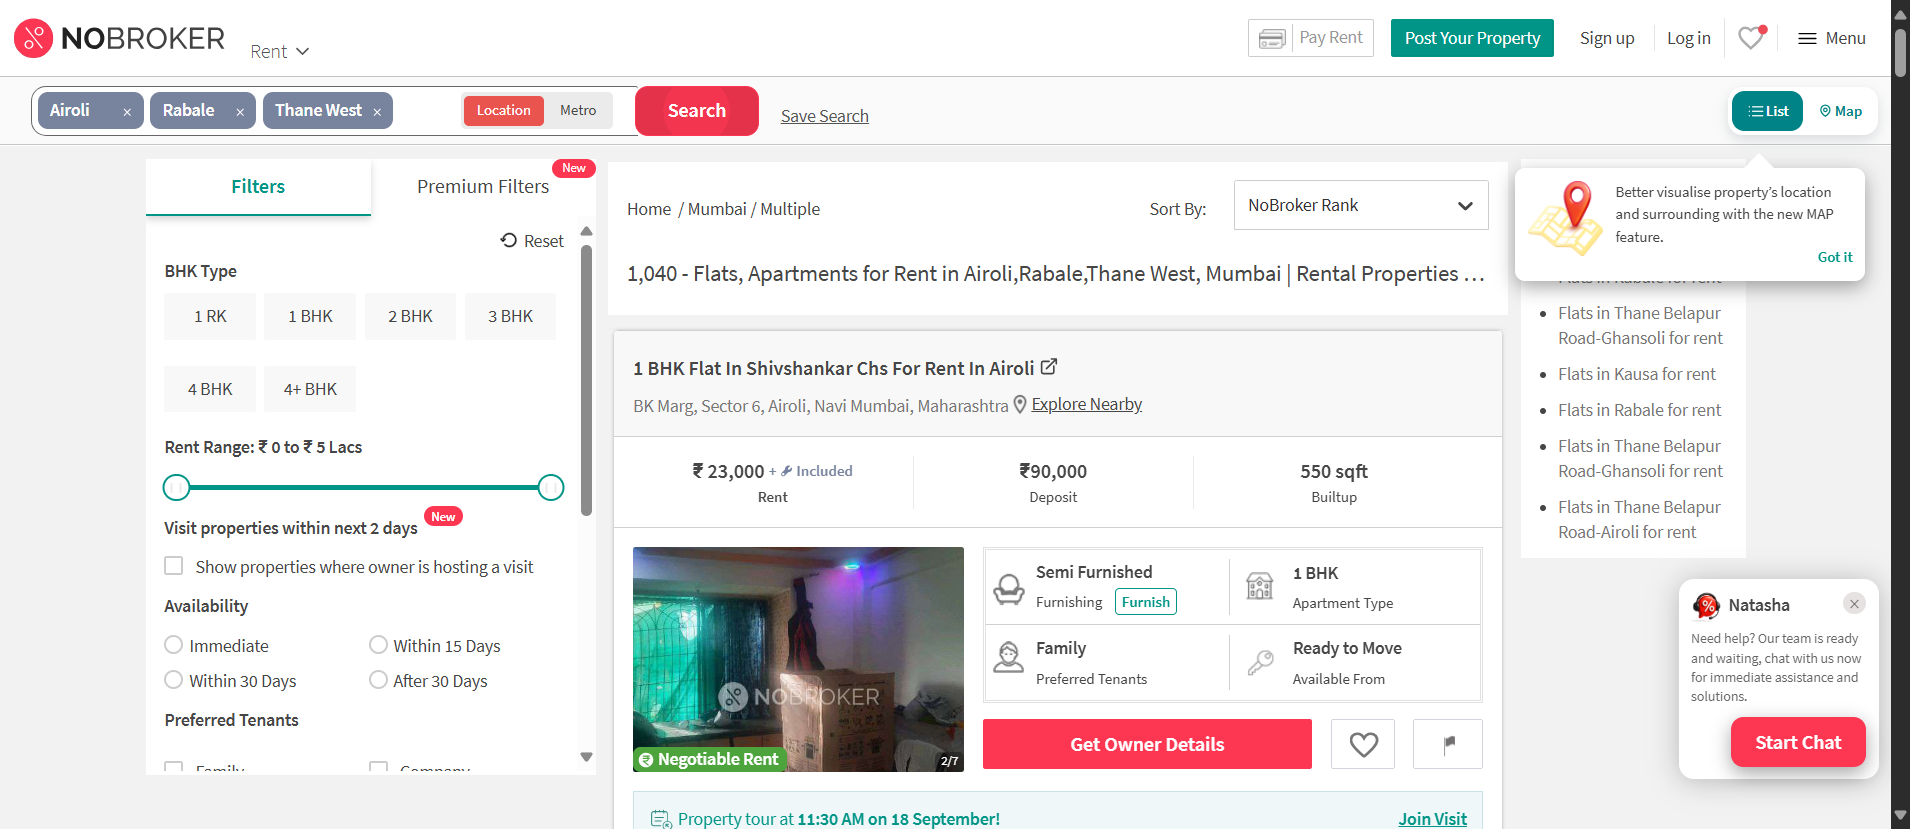 NOBROKER
Rent
Pay Rent
Post Your Property
Sign up
Log in
Menu
Airoli ×
Rabale ×
Thane West ×
Location
Metro
Search
Save Search
List
Map
Filters
Premium Filters
New
Reset
BHK Type
1 RK
1 BHK
2 BHK
3 BHK
4 BHK
4+ BHK
Rent Range: ₹ 0 to ₹ 5 Lacs
Visit properties within next 2 days
New
Show properties where owner is hosting a visit
Availability
Immediate
Within 15 Days
Within 30 Days
After 30 Days
Preferred Tenants
Family
Company
Home / Mumbai / Multiple
Sort By:
NoBroker Rank
1,040 - Flats, Apartments for Rent in Airoli,Rabale,Thane West, Mumbai | Rental Properties ...
1 BHK Flat In Shivshankar Chs For Rent In Airoli
BK Marg, Sector 6, Airoli, Navi Mumbai, Maharashtra
Explore Nearby
₹ 23,000 + Included
Rent
₹90,000
Deposit
550 sqft
Builtup
NOBROKER
Negotiable Rent
2/7
Semi Furnished
Furnishing
Furnish
1 BHK
Apartment Type
Family
Preferred Tenants
Ready to Move
Available From
Get Owner Details
Property tour at 11:30 AM on 18 September!
Join Visit
Better visualise property's location
and surrounding with the new MAP
feature.
Got it
Flats in Rabale for rent
Flats in Thane Belapur
Road-Ghansoli for rent
Flats in Kausa for rent
Flats in Rabale for rent
Flats in Thane Belapur
Road-Ghansoli for rent
Flats in Thane Belapur
Road-Airoli for rent
Natasha
Need help? Our team is ready
and waiting, chat with us now
for immediate assistance and
solutions.
Start Chat